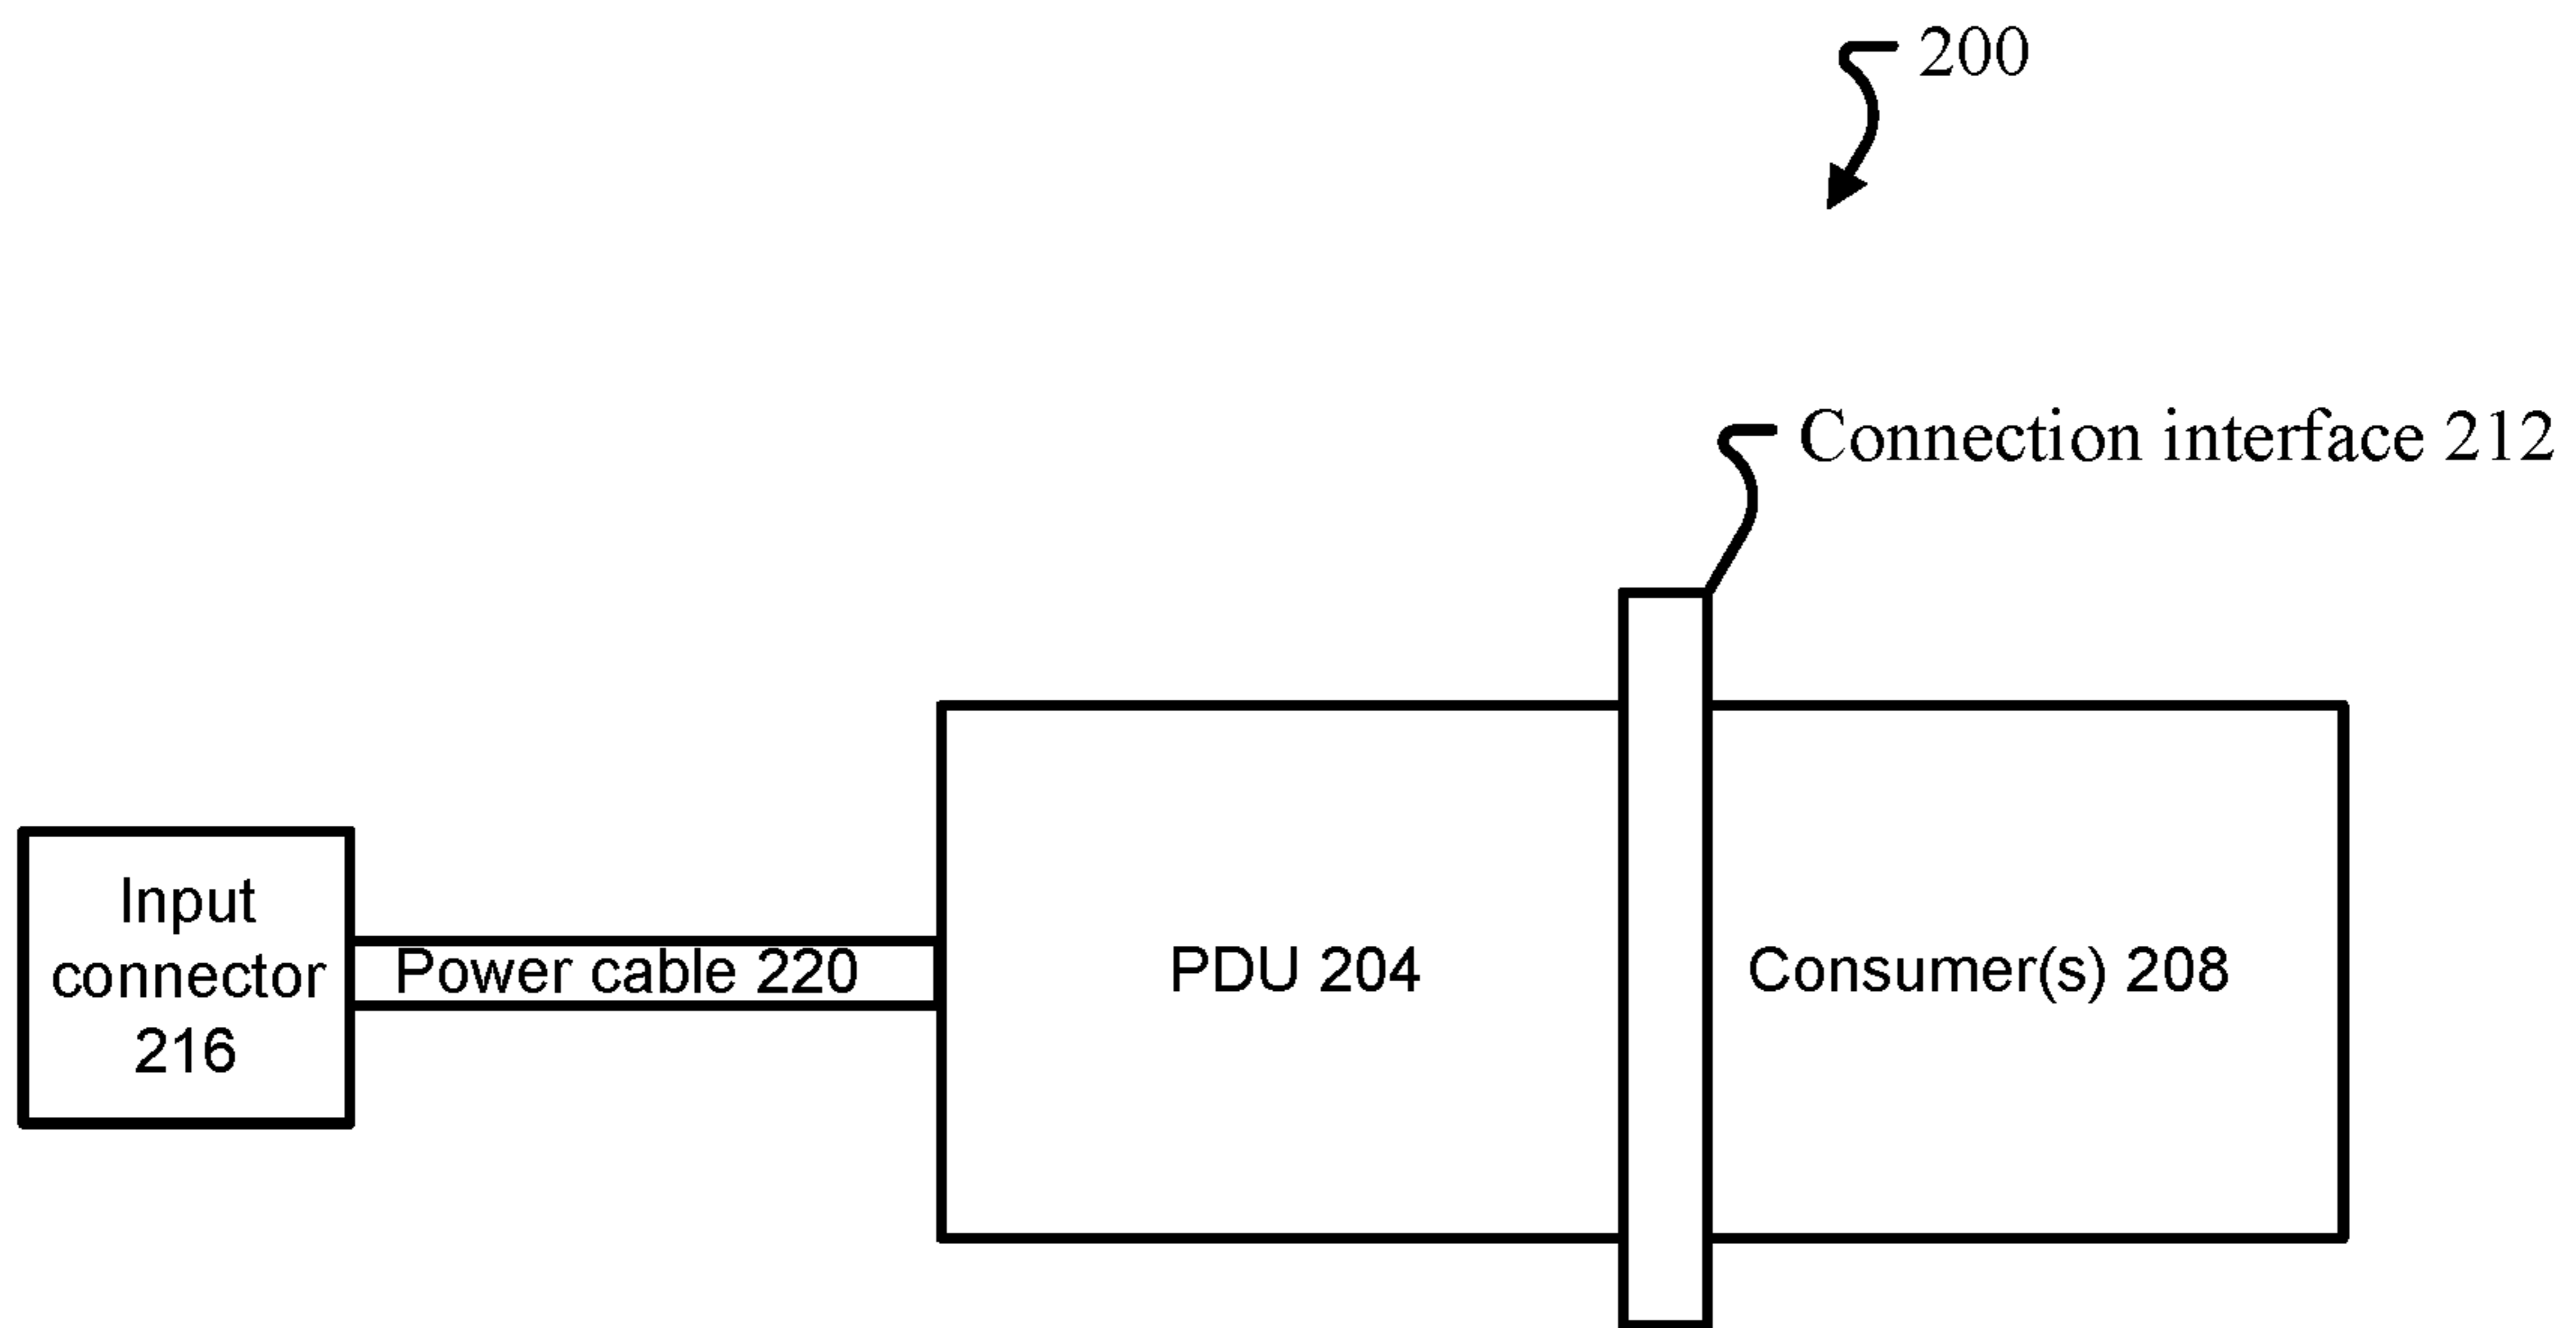 200
Connection interface 212
Input
connector
216
Power cable 220
PDU 204
Consumer(s) 208